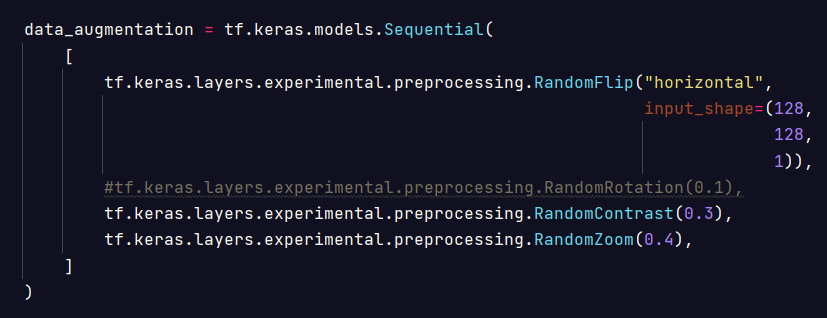 data_augmentation = tf.keras.models.Sequential(
    [
        tf.keras.layers.experimental.preprocessing.RandomFlip("horizontal",
                                                              input_shape=(128,
                                                                           128,
                                                                           1)),
        #tf.keras.layers.experimental.preprocessing.RandomRotation(0.1),
        tf.keras.layers.experimental.preprocessing.RandomContrast(0.3),
        tf.keras.layers.experimental.preprocessing.RandomZoom(0.4),
    ]
)